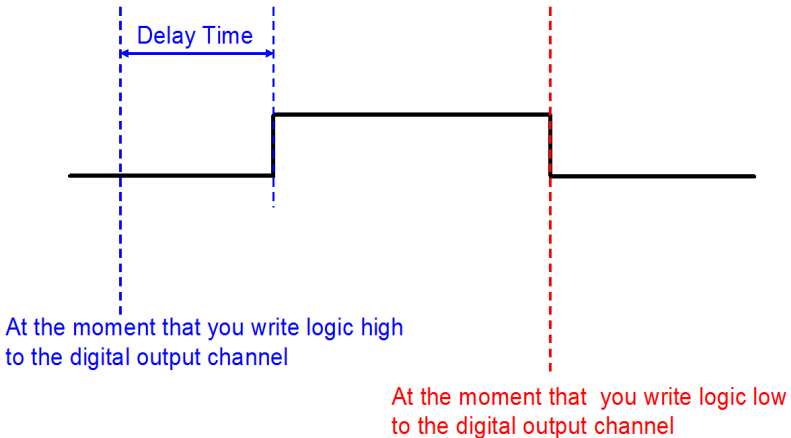 Delay Time
At the moment that you write logic high
to the digital output channel
At the moment that  you write logic low
to the digital output channel